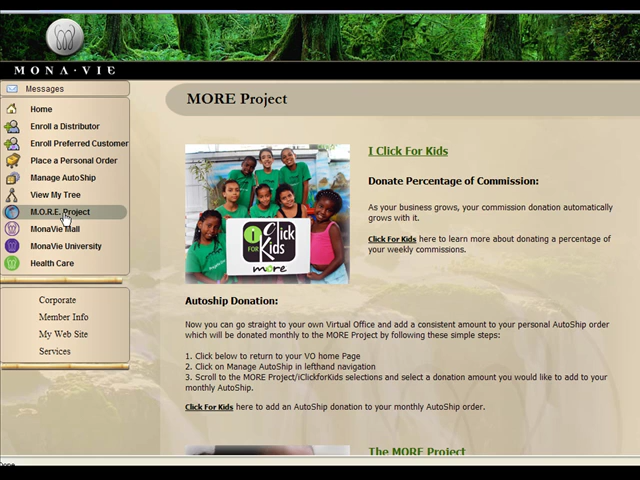 MONA·VIE
Messages
Home
Enroll a Distributor
Enroll Preferred Customer
Place a Personal Order
Manage AutoShip
View My Tree
M.O.R.E. Project
MonaVie Mall
MonaVie University
Health Care
Corporate
Member Info
My Web Site
Services
MORE Project
I Click For Kids
I FOR
Click
Kids
more
Donate Percentage of Commission:
As your business grows, your commission donation automatically
grows with it.
Click For Kids here to learn more about donating a percentage of
your weekly commissions.
Autoship Donation:
Now you can go straight to your own Virtual Office and add a consistent amount to your personal AutoShip order
which will be donated monthly to the MORE Project by following these simple steps:
1. Click below to return to your VO home Page
2. Click on Manage AutoShip in lefthand navigation
3. Scroll to the MORE Project/iClickforKids selections and select a donation amount you would like to add to your
monthly AutoShip.
Click For Kids here to add an AutoShip donation to your monthly AutoShip order.
The MORE Project